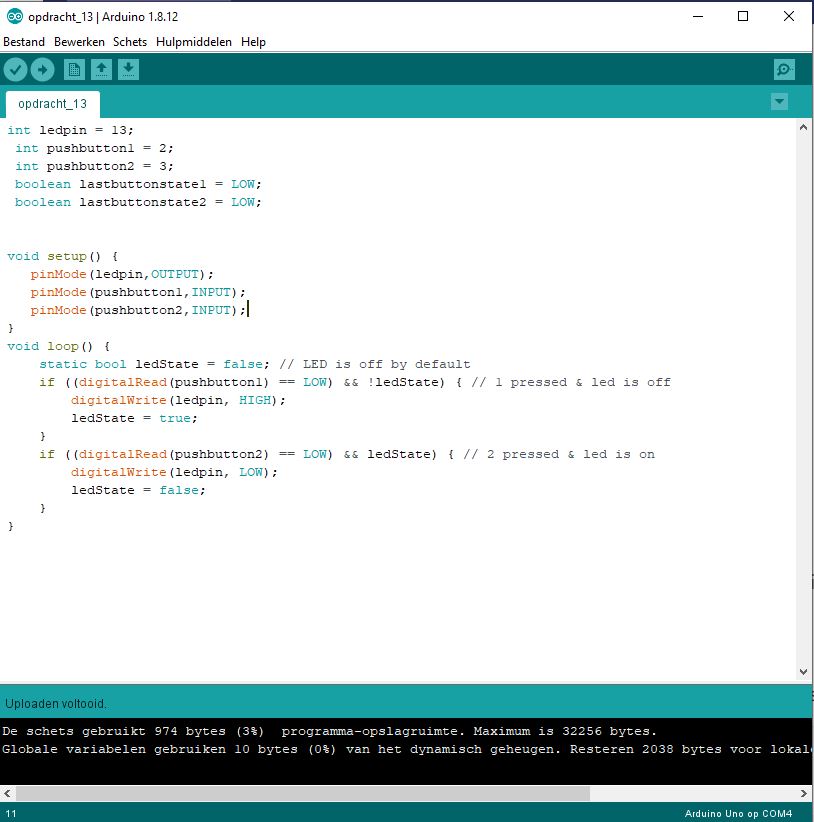 opdracht_13 | Arduino 1.8.12
Bestand Bewerken Schets Hulpmiddelen Help
opdracht_13
int ledpin = 13;
int pushbutton1 = 2;
int pushbutton2 = 3;
boolean lastbuttonstate1 = LOW;
boolean lastbuttonstate2 = LOW;
void setup() {
pinMode(ledpin,OUTPUT);
pinMode(pushbutton1,INPUT);
pinMode(pushbutton2,INPUT);
}
void loop() {
static bool ledState = false; // LED is off by default
if ((digitalRead(pushbutton1) == LOW) && !ledState) { // 1 pressed & led is off
digitalWrite(ledpin, HIGH);
ledState = true;
}
if ((digitalRead(pushbutton2) == LOW) && ledState) { // 2 pressed & led is on
digitalWrite(ledpin, LOW);
ledState = false;
}
}
Uploaden voltooid.
De schets gebruikt 974 bytes (3%)  programma-opslagruimte. Maximum is 32256 bytes.
Globale variabelen gebruiken 10 bytes (0%) van het dynamisch geheugen. Resteren 2038 bytes voor lokal
11
Arduino Uno op COM4